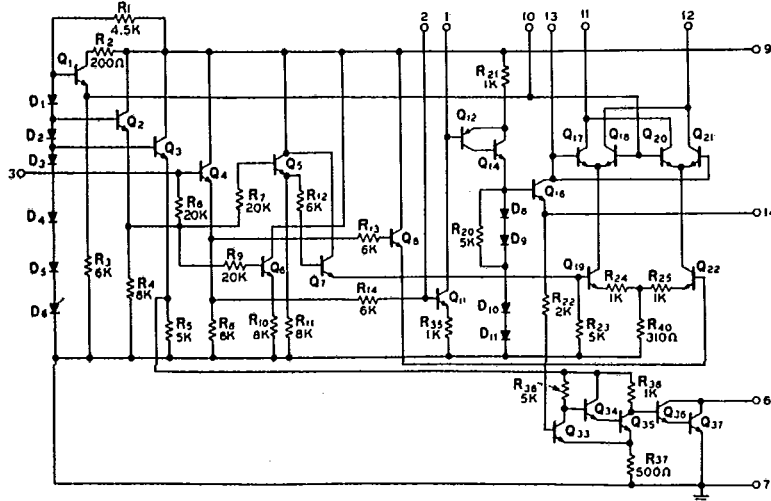 R1
4.5K
2
1
10
13
11
12
R2
200Ω
9
Q1
R21
1K
D1
Q12
Q2
Q17
Q18
Q20
Q21
D2
Q3
Q14
D3
Q4
Q5
3
Q16
R6
20K
R7
20K
R12
6K
D8
14
D4
R13
6K
Q8
R20
5K
D9
R9
20K
Q6
Q7
Q19
Q22
D5
R3
6K
R4
8K
R24
1K
R25
1K
R14
6K
Q11
D10
R22
2K
D6
R5
5K
R8
8K
R10
8K
R11
8K
R35
1K
D11
R23
5K
R40
310Ω
R38
5K
R36
1K
6
Q34
Q35
Q36
Q37
Q33
R37
500Ω
7